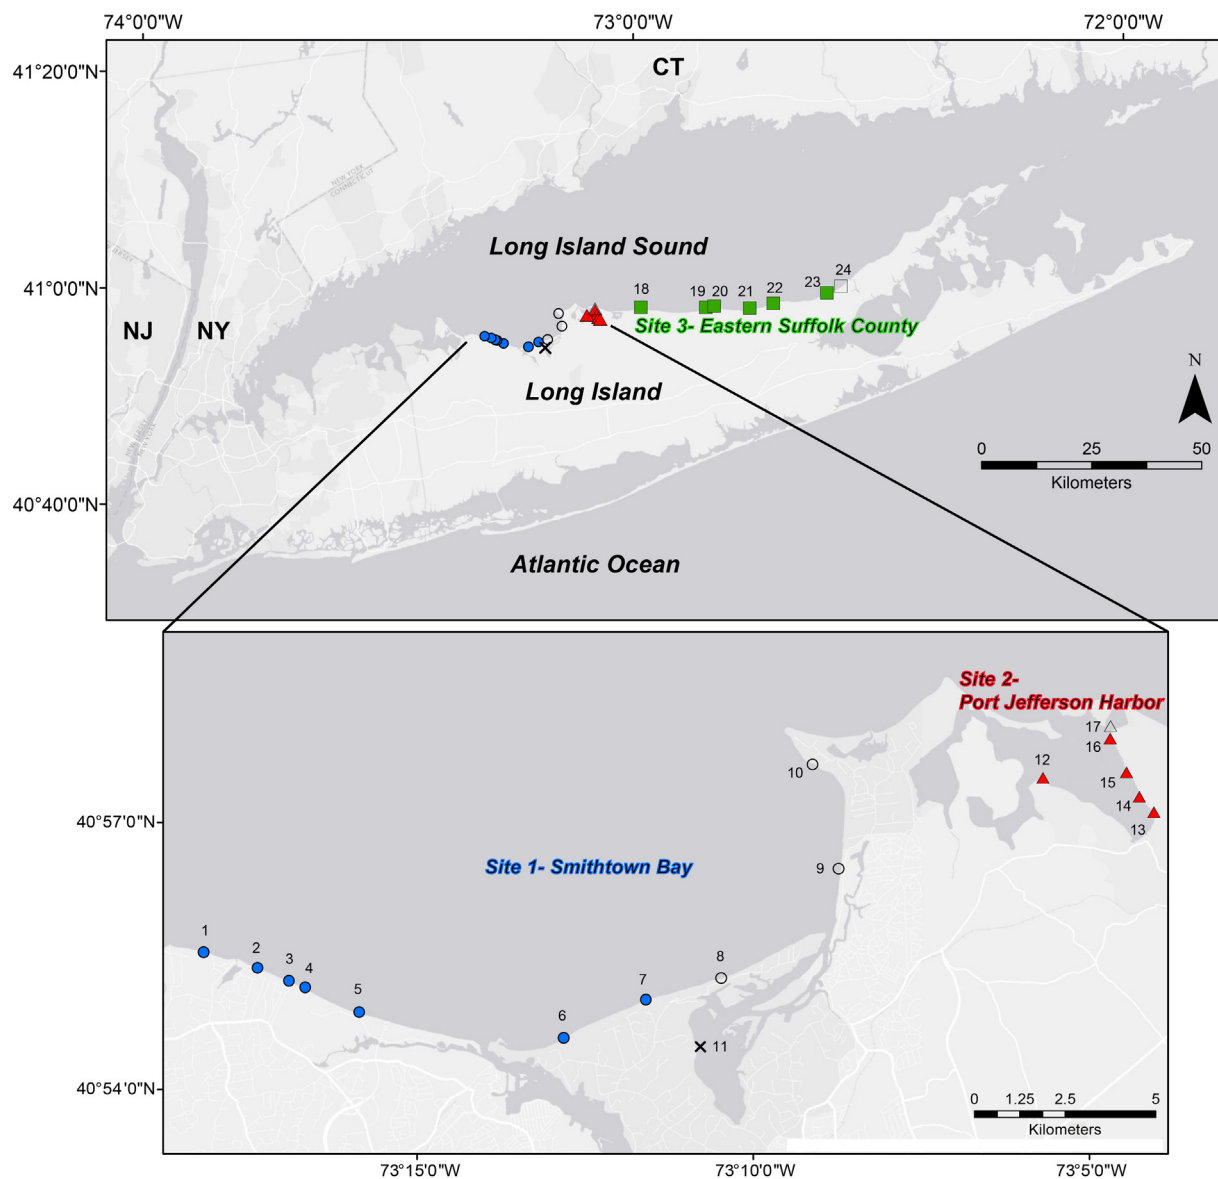 74°0'0"W 73°0'0"W 72°0'0"W
41°20'0"N
CT
NEW YORK
CONNECTICUT
Long Island Sound
41°0'0"N
18 19 20 21 22 23 24
Site 3- Eastern Suffolk County
NJ NY
N
Long Island
0 25 50
Kilometers
40°40'0"N
Atlantic Ocean
Site 2-
Port Jefferson Harbor
17
16
12
15
14
13
10
40°57'0"N
Site 1- Smithtown Bay
9
1
2
3
4
5
6
7
8
11
40°54'0"N
0 1.25 2.5 5
Kilometers
73°15'0"W 73°10'0"W 73°5'0"W